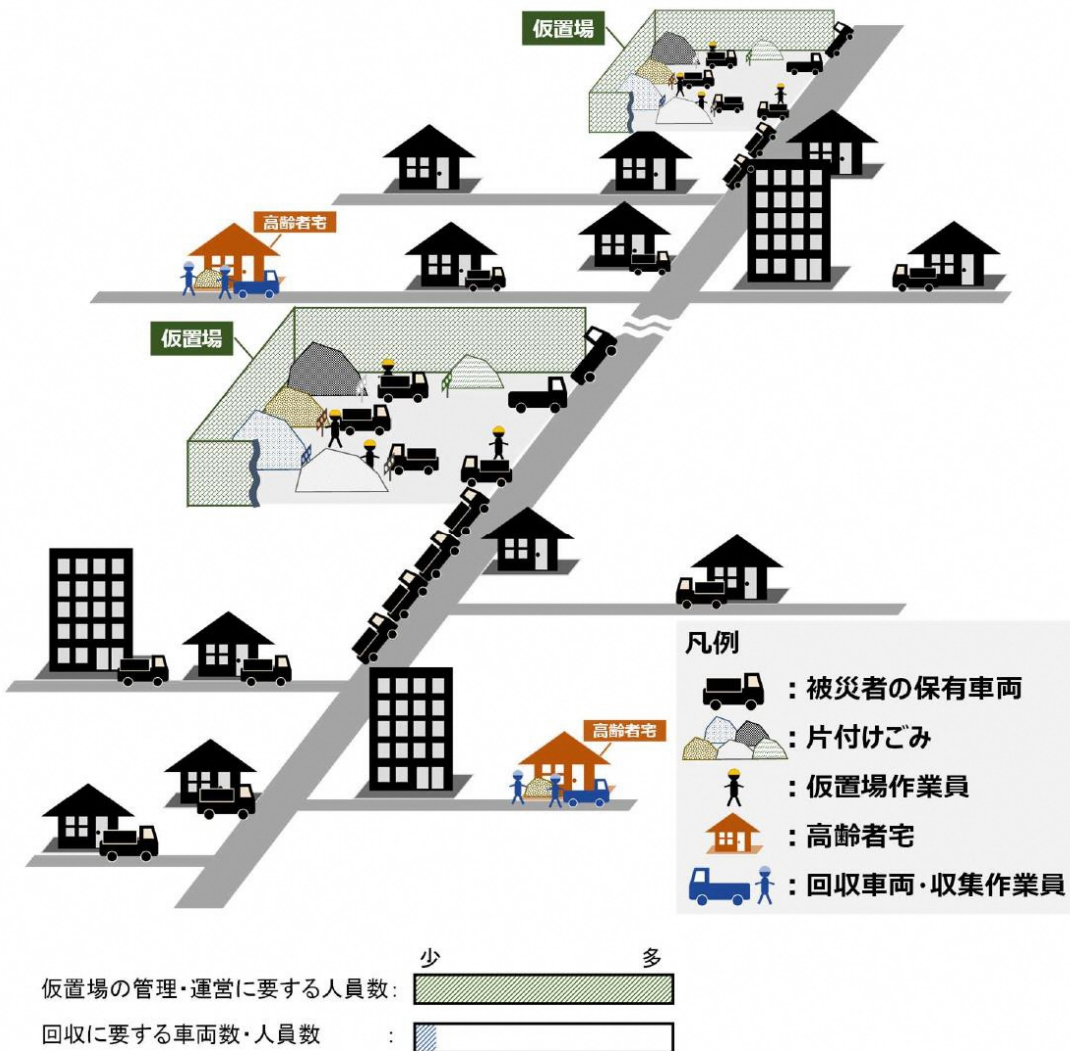 仮置場
高齢者宅
仮置場
高齢者宅
凡例
：被災者の保有車両
：片付けごみ
：仮置場作業員
：高齢者宅
：回収車両・収集作業員
少 多
仮置場の管理・運営に要する人員数：
回収に要する車両数・人員数 ：